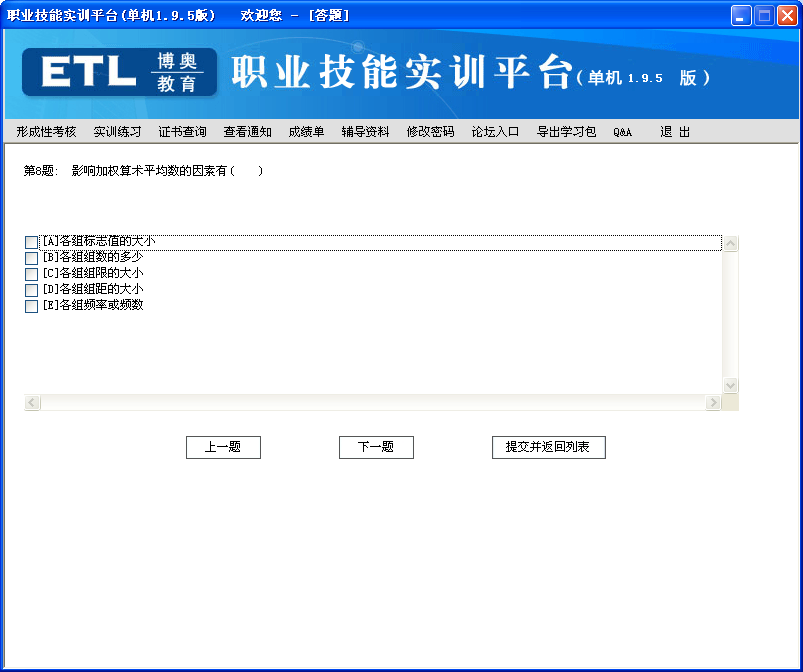 职业技能实训平台(单机1.9.5版) 欢迎您 - [答题]
ETL 博奥教育 职业技能实训平台(单机 1.9.5 版)
形成性考核 实训练习 证书查询 查看通知 成绩单 辅导资料 修改密码 论坛入口 导出学习包 Q&A 退 出
第8题: 影响加权算术平均数的因素有( )
[A]各组标志值的大小
[B]各组组数的多少
[C]各组组限的大小
[D]各组组距的大小
[E]各组频率或频数
上一题 下一题 提交并返回列表